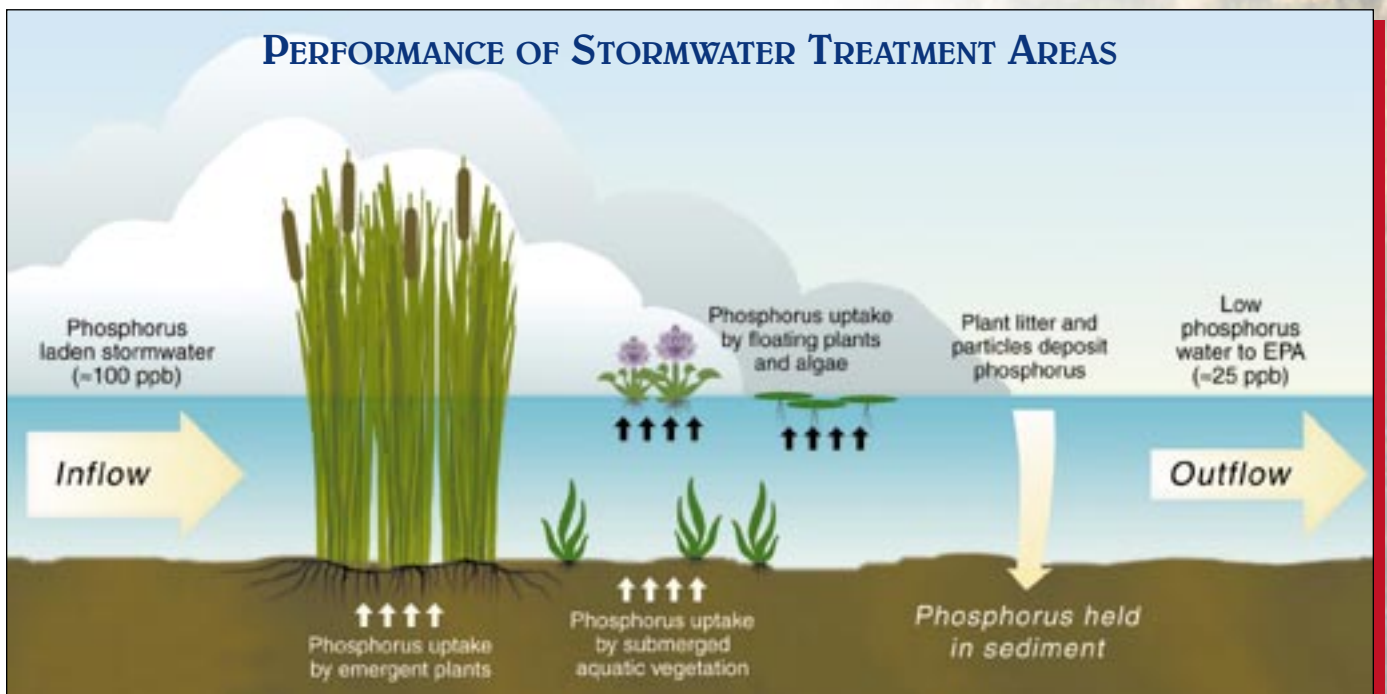 PERFORMANCE OF STORMWATER TREATMENT AREAS
Phosphorus
laden stormwater
(≈100 ppb)
Inflow
Phosphorus uptake
by emergent plants
Phosphorus uptake
by submerged
aquatic vegetation
Phosphorus uptake
by floating plants
and algae
Plant litter and
particles deposit
phosphorus
Phosphorus held
in sediment
Low
phosphorus
water to EPA
(≈25 ppb)
Outflow